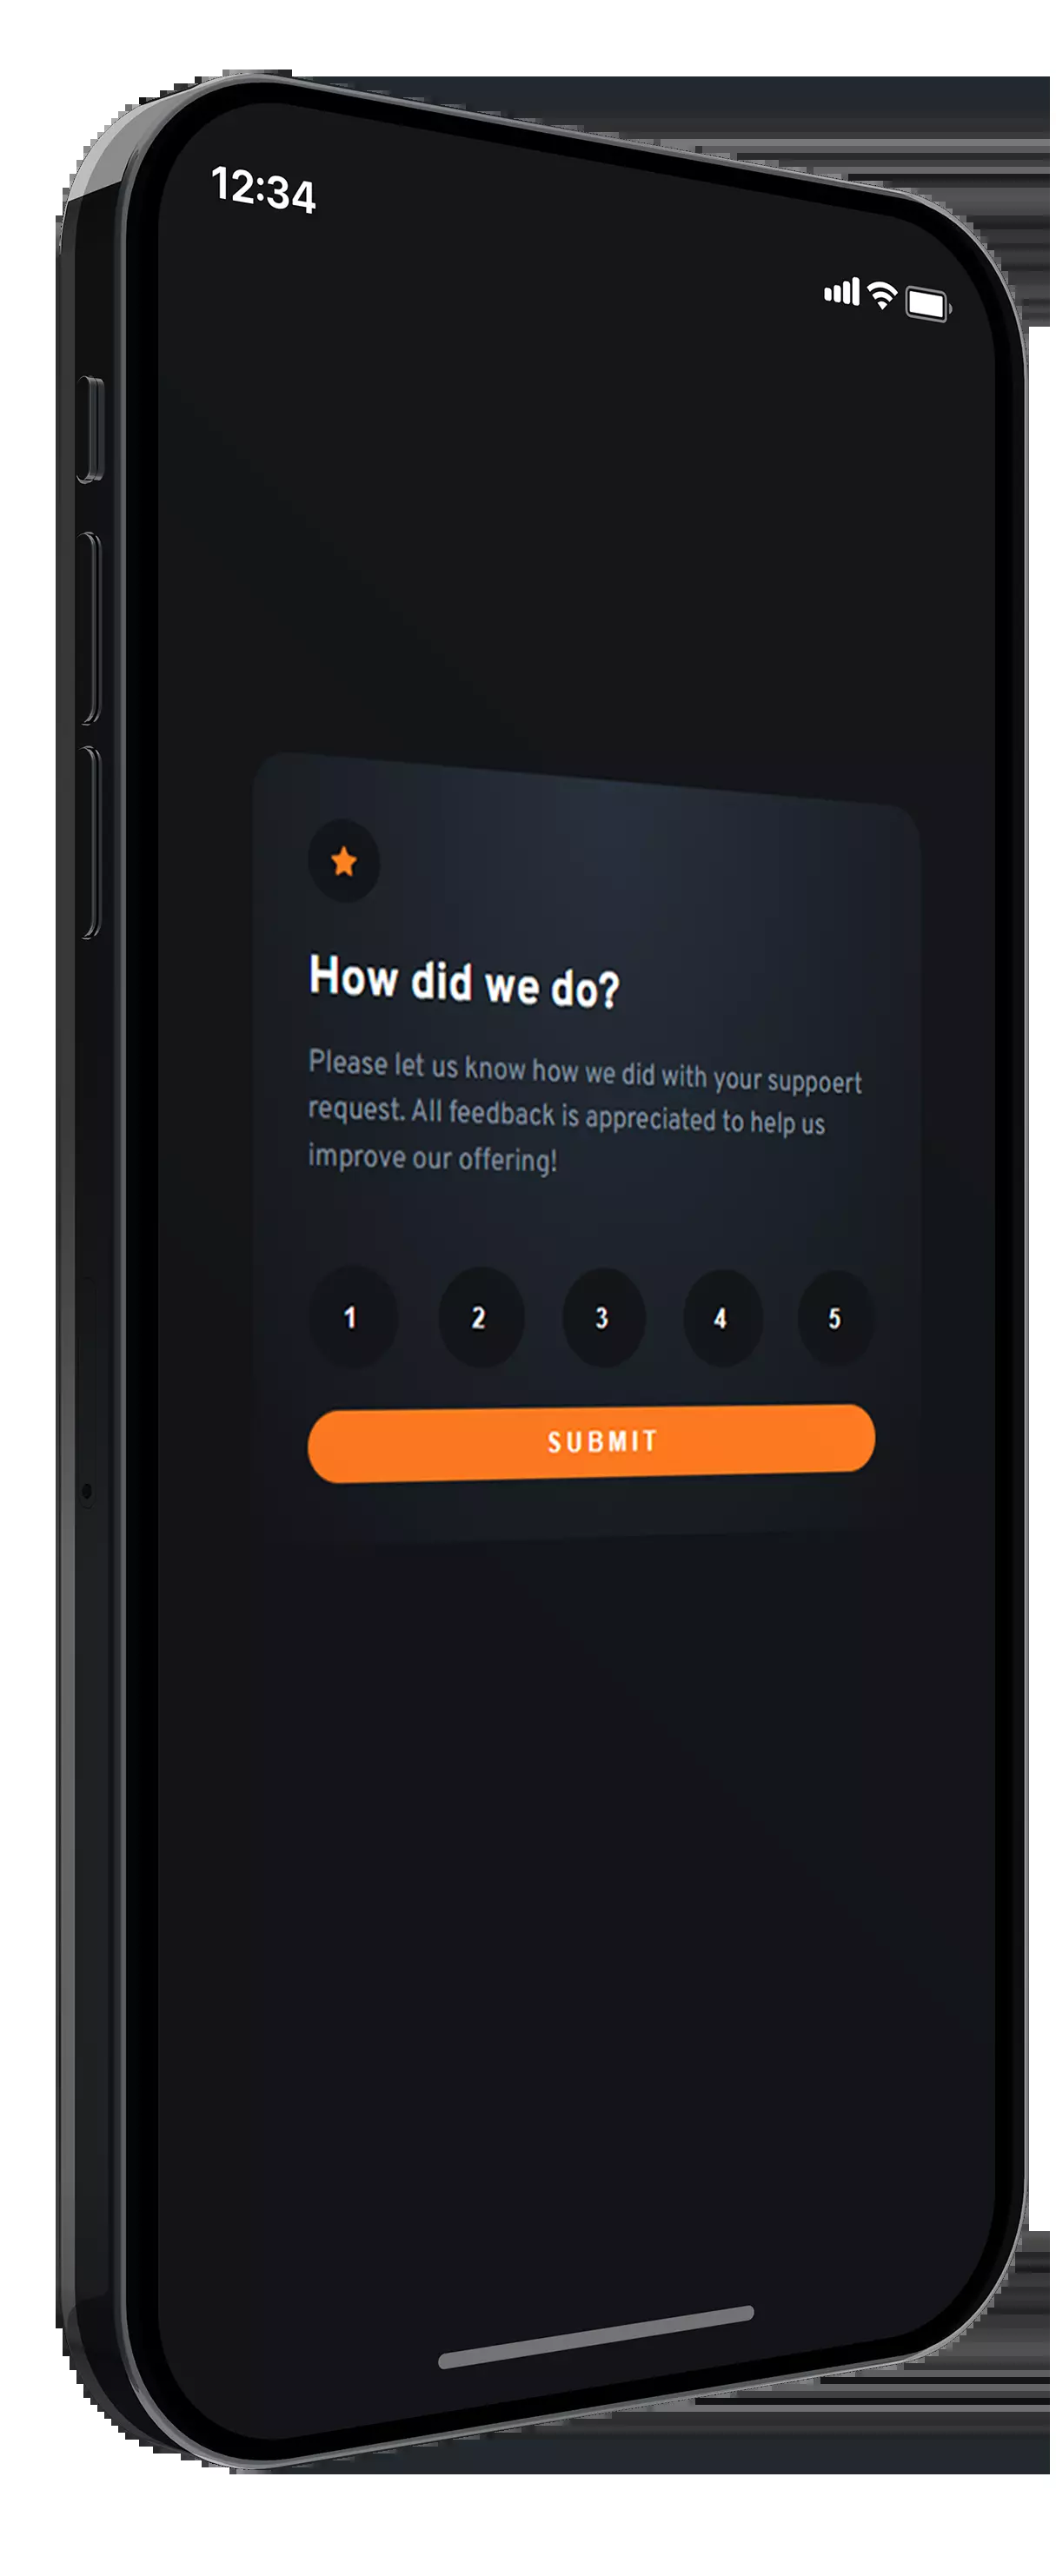 12:34
How did we do?
Please let us know how we did with your suppoert
request. All feedback is appreciated to help us
improve our offering!
1 2 3 4 5
SUBMIT